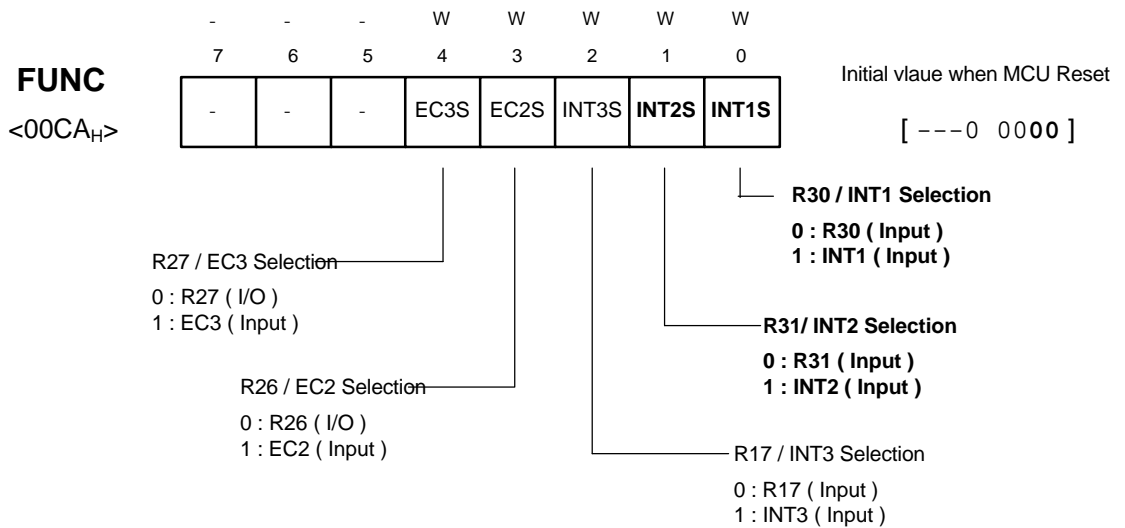 - - - W W W W W
7 6 5 4 3 2 1 0
FUNC
<00CAH>
- - - EC3S EC2S INT3S INT2S INT1S
Initial vlaue when MCU Reset
[ ---0 0000 ]
R30 / INT1 Selection
0 : R30 ( Input )
1 : INT1 ( Input )
R27 / EC3 Selection
0 : R27 ( I/O )
1 : EC3 ( Input )
R31/ INT2 Selection
0 : R31 ( Input )
1 : INT2 ( Input )
R26 / EC2 Selection
0 : R26 ( I/O )
1 : EC2 ( Input )
R17 / INT3 Selection
0 : R17 ( Input )
1 : INT3 ( Input )